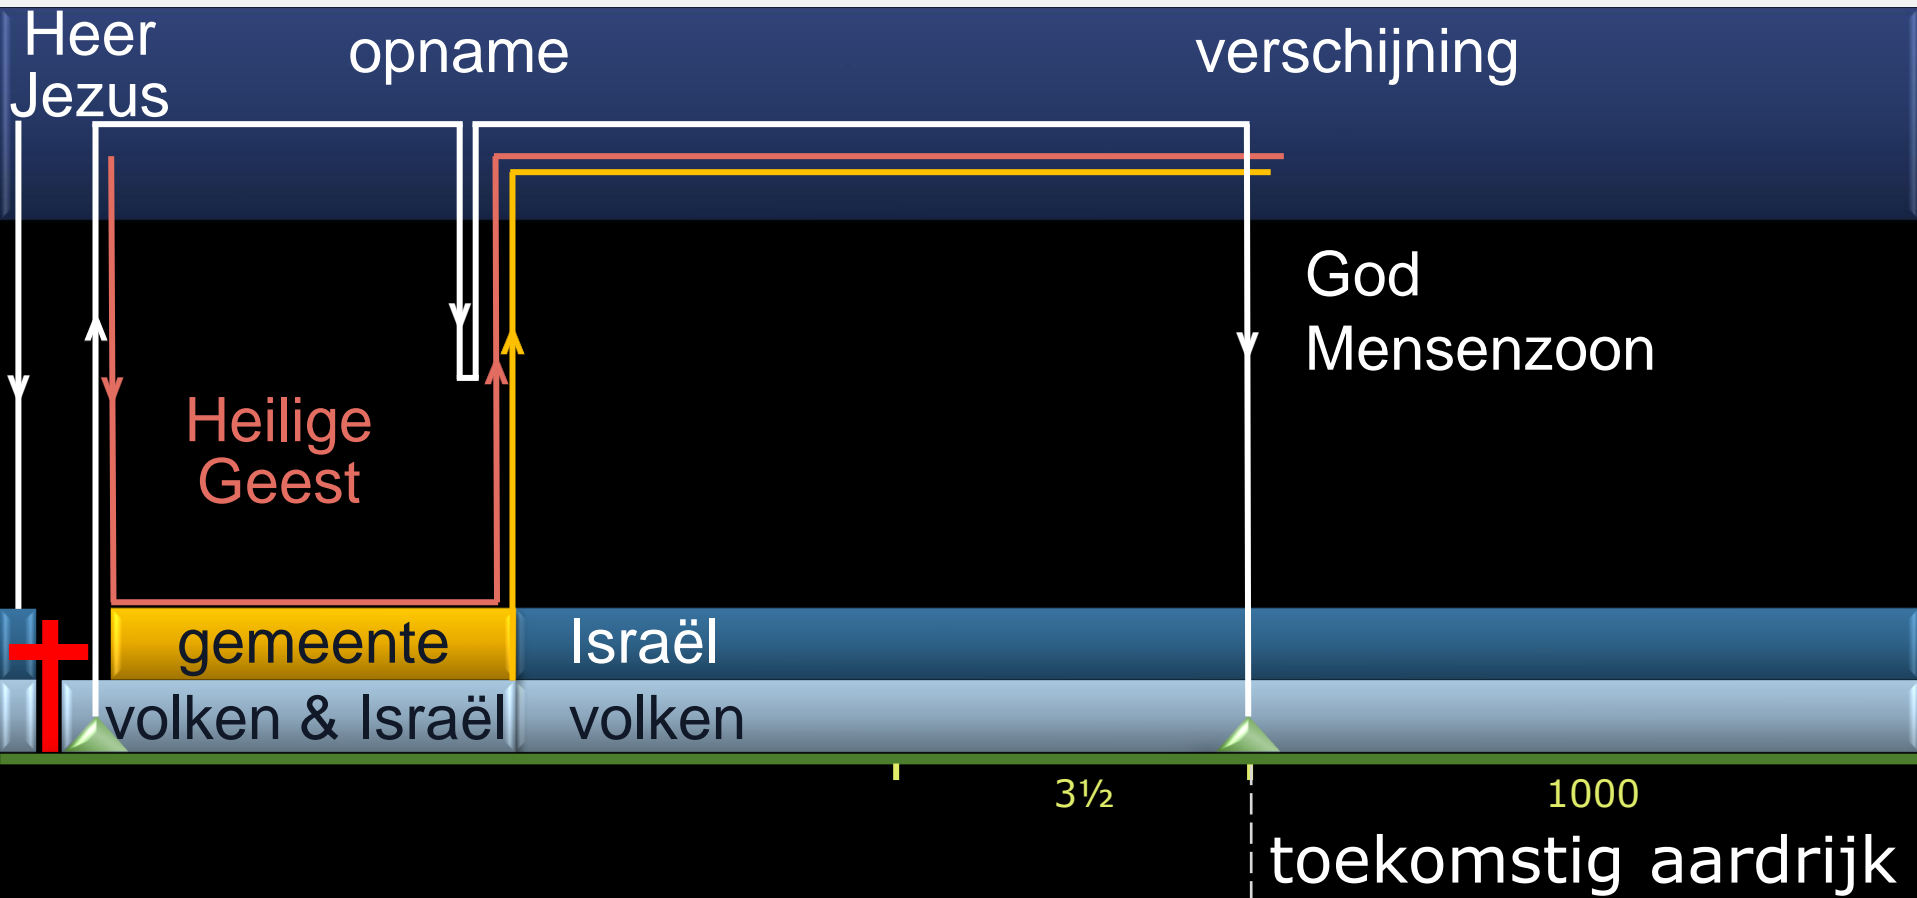 Heer
Jezus
opname
verschijning
God
Mensenzoon
Heilige
Geest
gemeente
Israël
volken & Israël
volken
3½
1000
toekomstig aardrijk